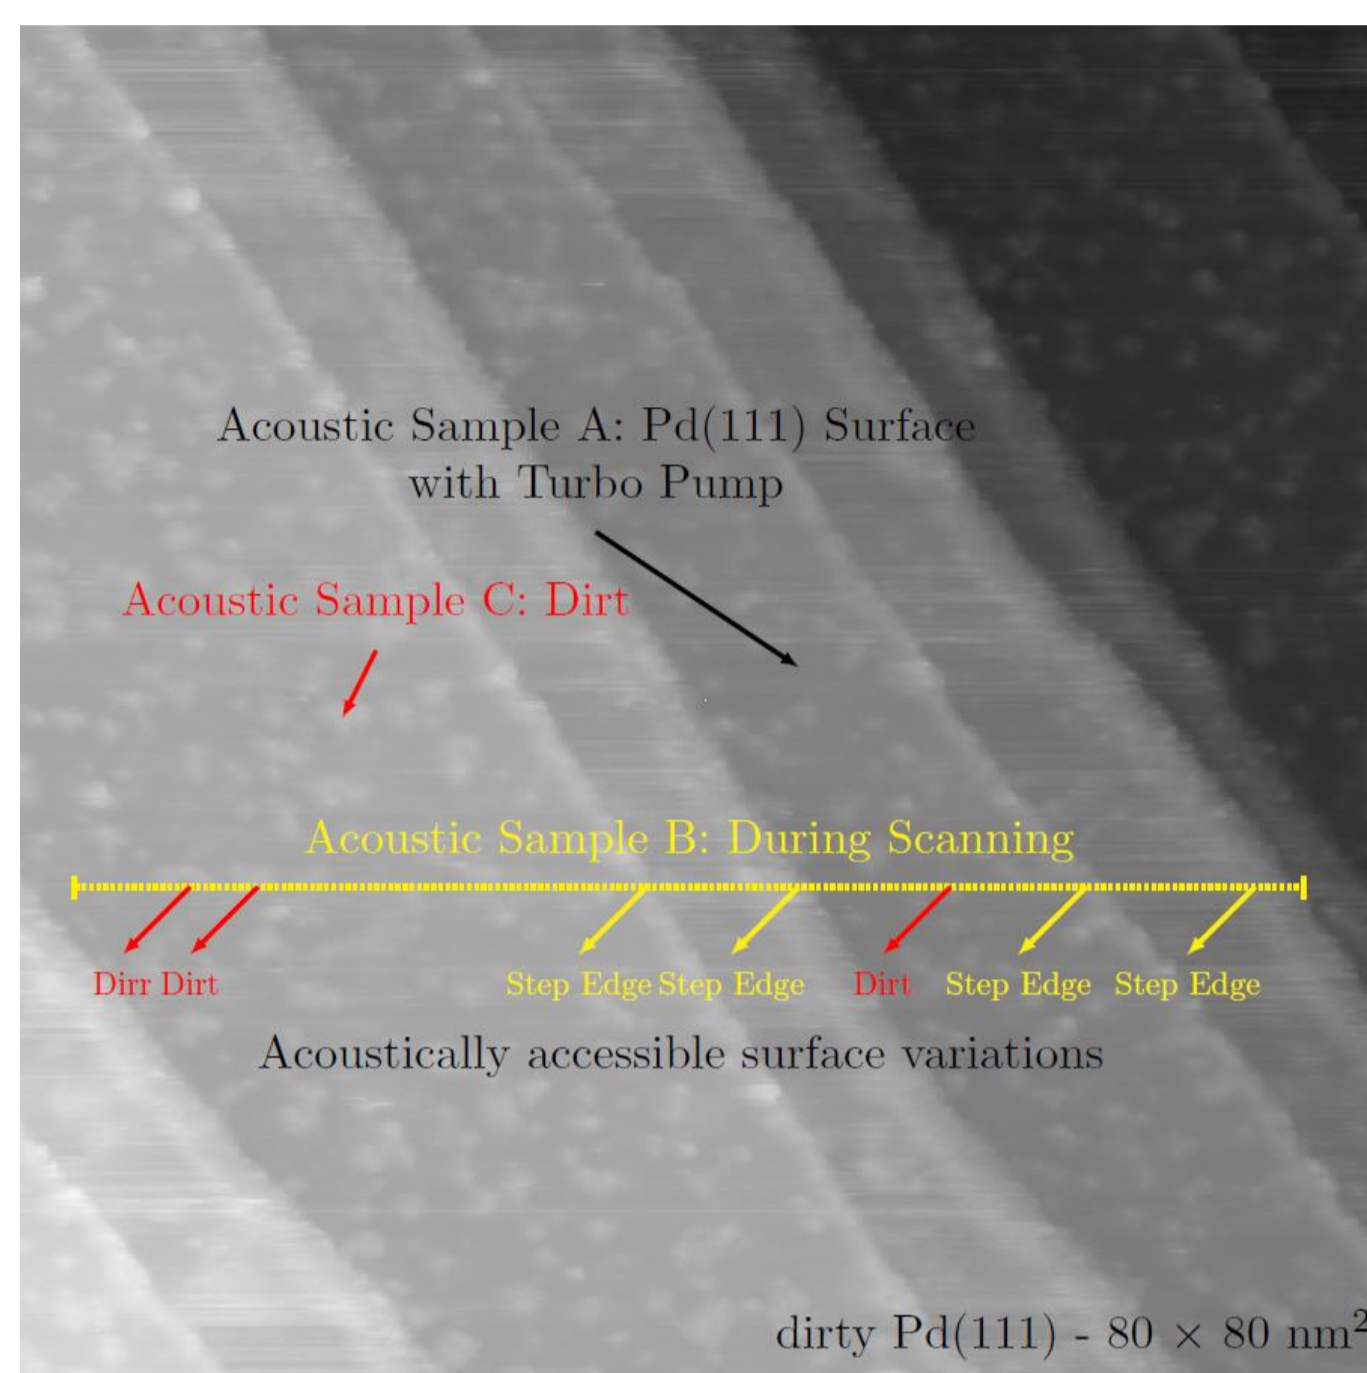 Acoustic Sample A: Pd(111) Surface
with Turbo Pump
Acoustic Sample C: Dirt
Acoustic Sample B: During Scanning
Dirr Dirt Step Edge Step Edge Dirt Step Edge Step Edge
Acoustically accessible surface variations
dirty Pd(111) - 80 × 80 nm²